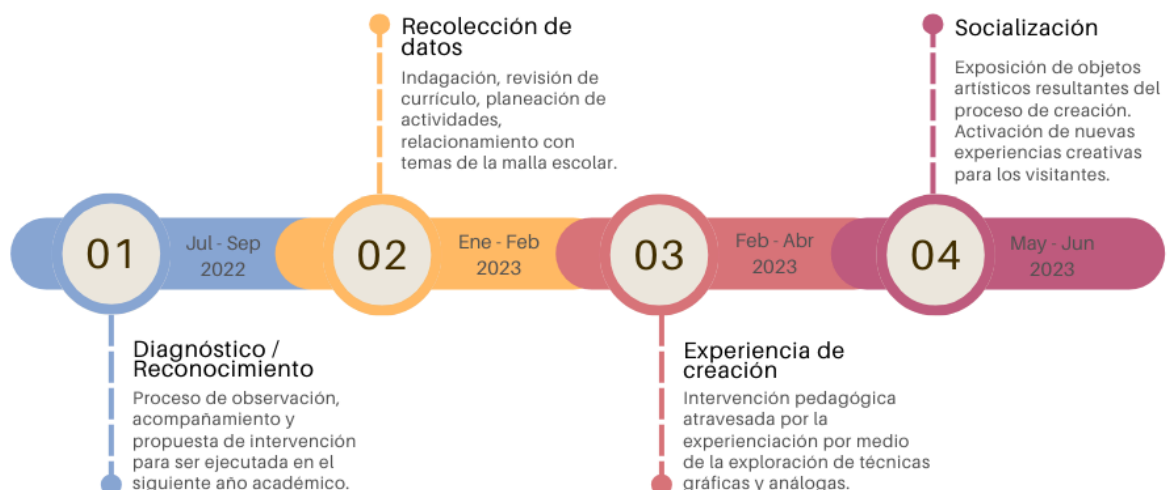 01
Jul - Sep
2022
Diagnóstico /
Reconocimiento
Proceso de observación,
acompañamiento y
propuesta de intervención
para ser ejecutada en el
siguiente año académico.
Recolección de
datos
Indagación, revisión de
currículo, planeación de
actividades,
relacionamiento con
temas de la malla escolar.
02
Ene - Feb
2023
03
Feb - Abr
2023
Experiencia de
creación
Intervención pedagógica
atravesada por la
experienciación por medio
de la exploración de técnicas
gráficas y análogas.
Socialización
Exposición de objetos
artísticos resultantes del
proceso de creación.
Activación de nuevas
experiencias creativas
para los visitantes.
04
May - Jun
2023